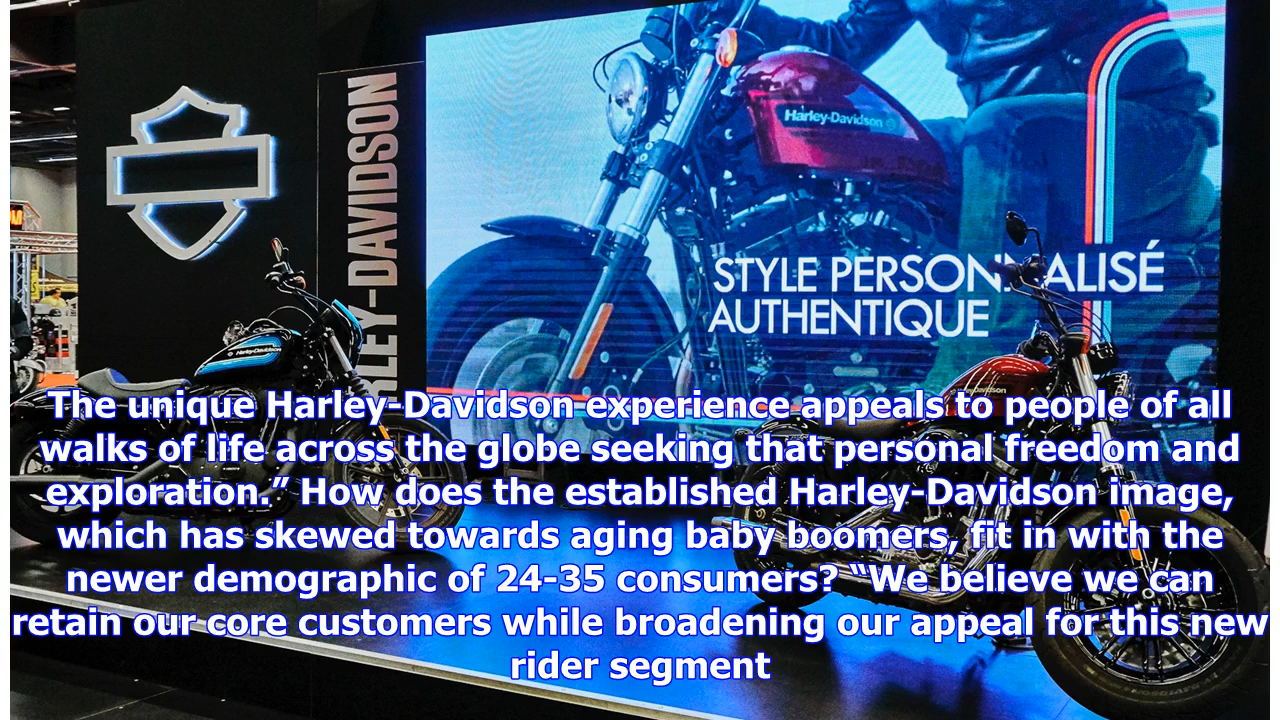 HARLEY-DAVIDSON
Harley-Davidson
STYLE PERSONNALISÉ
AUTHENTIQUE
Harley-Davidson
The unique Harley-Davidson experience appeals to people of all
walks of life across the globe seeking that personal freedom and
exploration.” How does the established Harley-Davidson image,
which has skewed towards aging baby boomers, fit in with the
newer demographic of 24-35 consumers? “We believe we can
retain our core customers while broadening our appeal for this new
rider segment